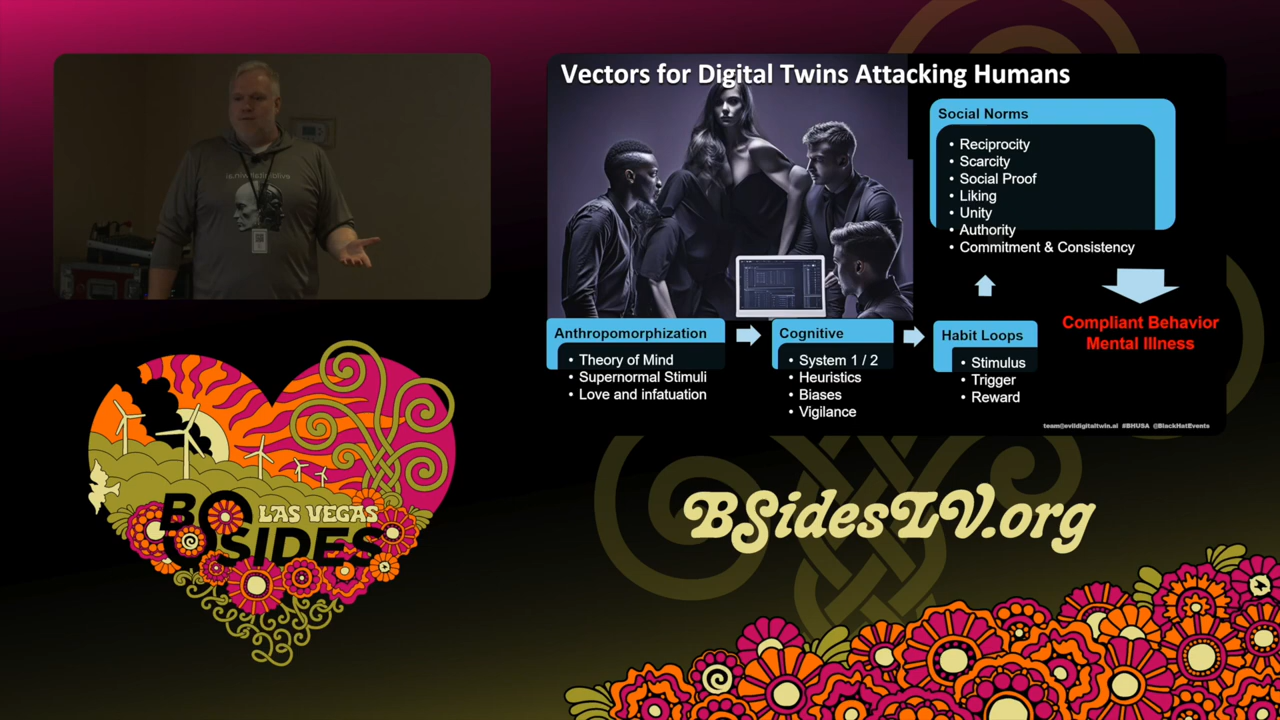 Vectors for Digital Twins Attacking Humans
Social Norms
• Reciprocity
• Scarcity
• Social Proof
• Liking
• Unity
• Authority
• Commitment & Consistency
Compliant Behavior
Mental Illness
Anthropomorphization
• Theory of Mind
• Supernormal Stimuli
• Love and infatuation
Cognitive
• System 1 / 2
• Heuristics
• Biases
• Vigilance
Habit Loops
• Stimulus
• Trigger
• Reward
team@evildigitaltwin.ai #BHUSA @BlackHatEvents
LAS VEGAS
BSIDES
23
BSidesLV.org